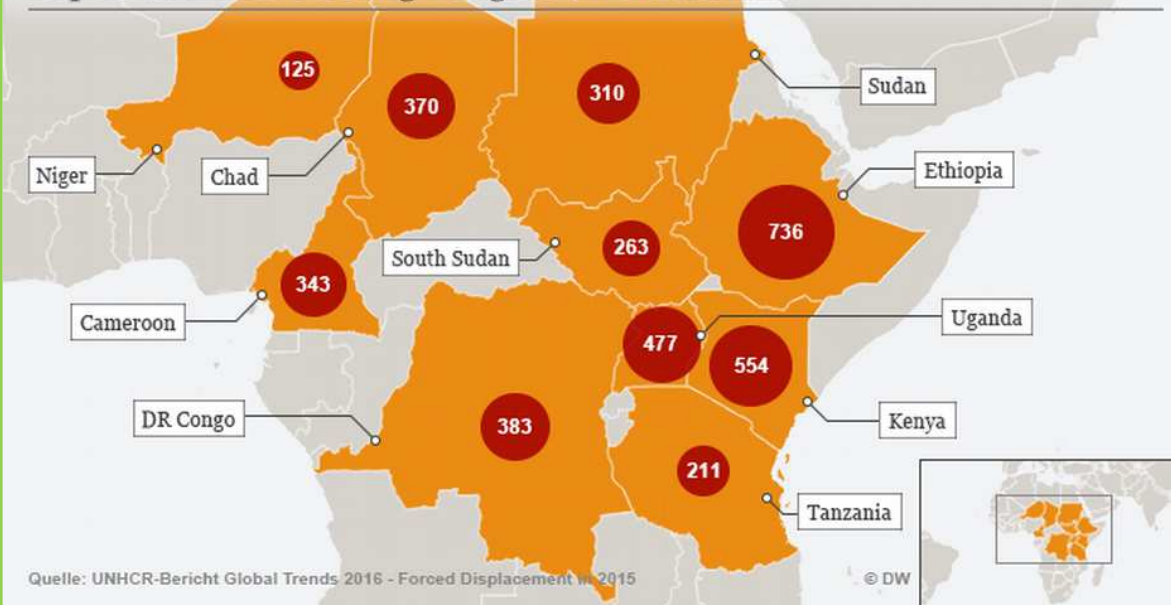 125
370
310
Sudan
Niger
Chad
Ethiopia
736
South Sudan
263
343
Cameroon
Uganda
477
554
DR Congo
383
Kenya
211
Tanzania
Quelle: UNHCR-Bericht Global Trends 2016 - Forced Displacement in 2015
© DW